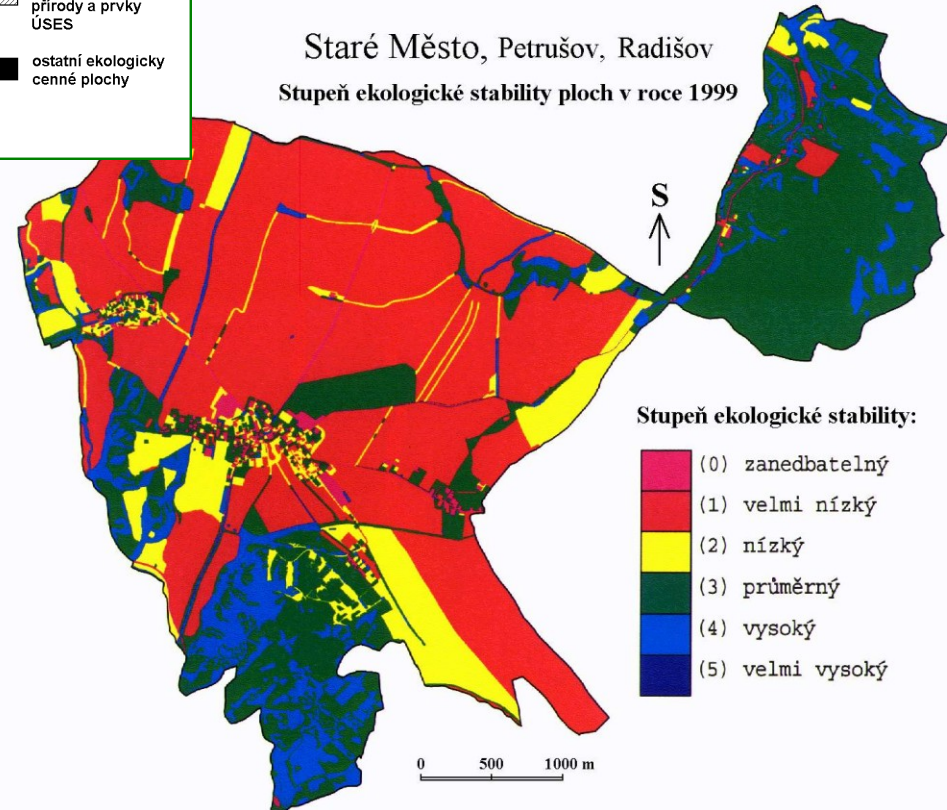 přírody a prvky
ÚSES
ostatní ekologicky
cenné plochy
Staré Město, Petrušov, Radišov
Stupeň ekologické stability ploch v roce 1999
S
Stupeň ekologické stability:
(0) zanedbatelný
(1) velmi nízký
(2) nízký
(3) průměrný
(4) vysoký
(5) velmi vysoký
0 500 1000 m